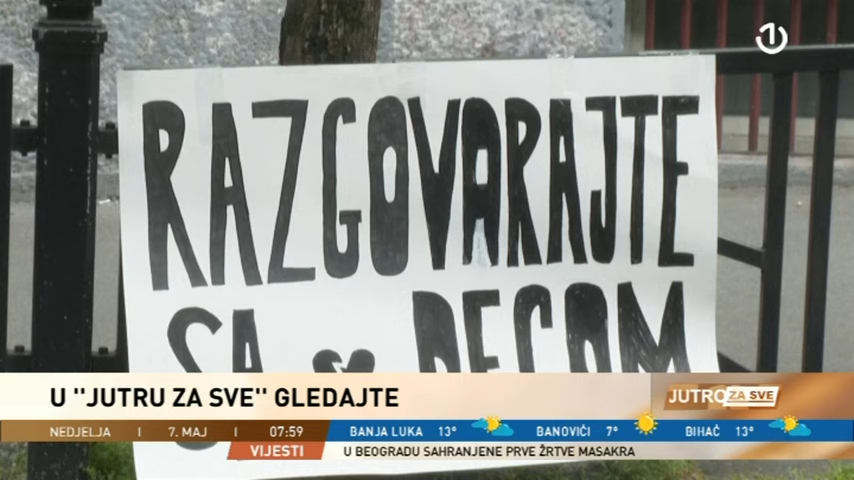 1
RAZGOVARAJTE
SA DECOM
U "JUTRU ZA SVE" GLEDAJTE
JUTRO ZA SVE
NEDJELJA I 7. MAJ I 07:59 BANJA LUKA 13° BANOVIĆI 7° BIHAĆ 13°
VIJESTI U BEOGRADU SAHRANJENE PRVE ŽRTVE MASAKRA